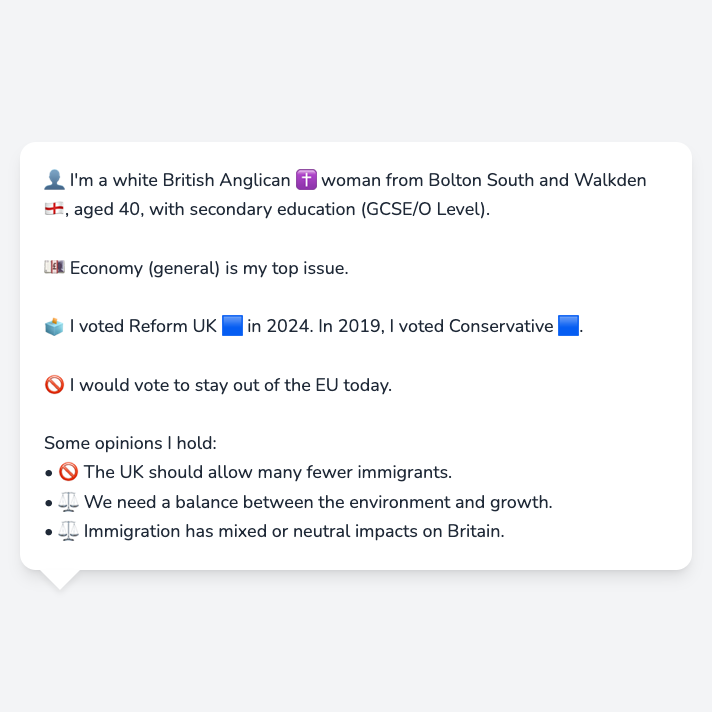 👤 I'm a white British Anglican ✝️ woman from Bolton South and Walkden
🏴󠁧󠁢󠁥󠁮󠁧󠁿, aged 40, with secondary education (GCSE/O Level).
💷 Economy (general) is my top issue.
🗳️ I voted Reform UK 🟦 in 2024. In 2019, I voted Conservative 🟦.
🚫 I would vote to stay out of the EU today.
Some opinions I hold:
• 🚫 The UK should allow many fewer immigrants.
• ⚖️ We need a balance between the environment and growth.
• ⚖️ Immigration has mixed or neutral impacts on Britain.